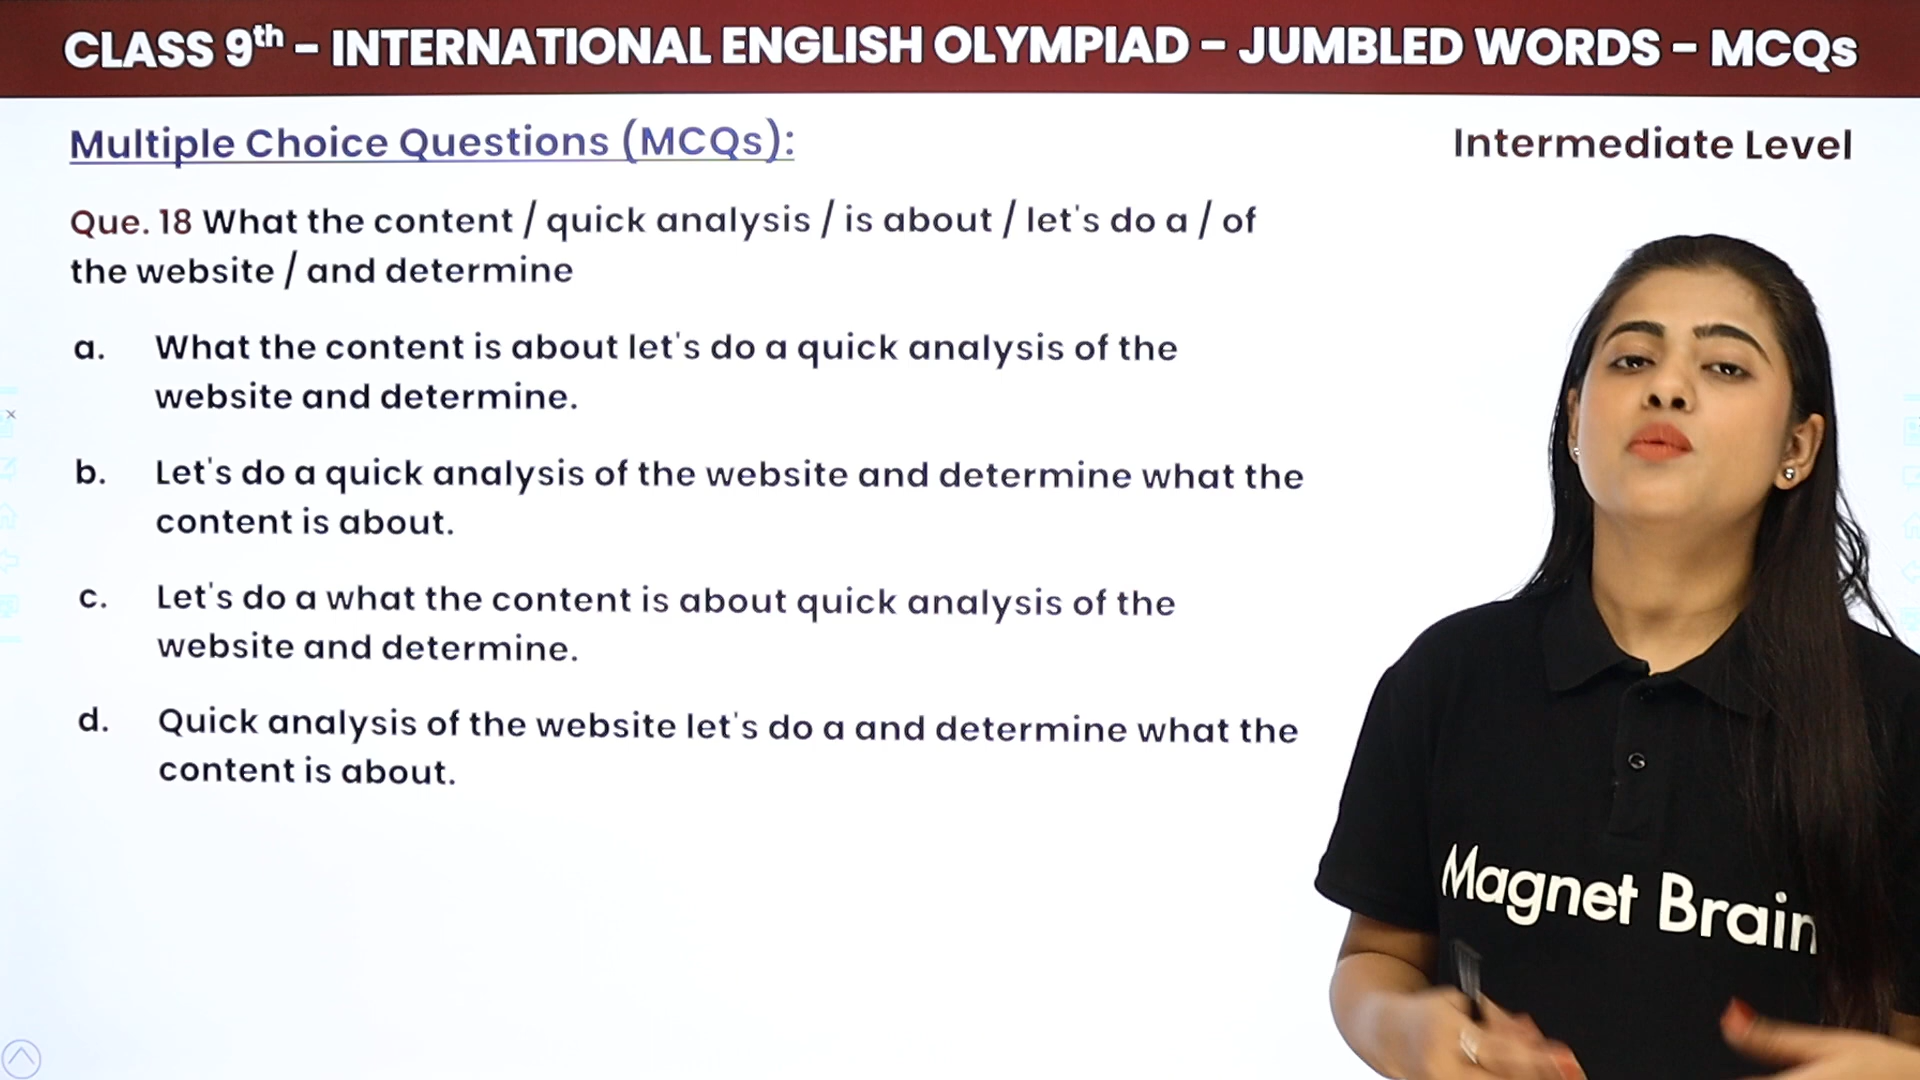 CLASS 9th – INTERNATIONAL ENGLISH OLYMPIAD – JUMBLED WORDS – MCQs
Multiple Choice Questions (MCQs):
Intermediate Level
Que. 18 What the content / quick analysis / is about / let's do a / of
the website / and determine
a. What the content is about let's do a quick analysis of the
website and determine.
b. Let's do a quick analysis of the website and determine what the
content is about.
c. Let's do a what the content is about quick analysis of the
website and determine.
d. Quick analysis of the website let's do a and determine what the
content is about.
Magnet Brain